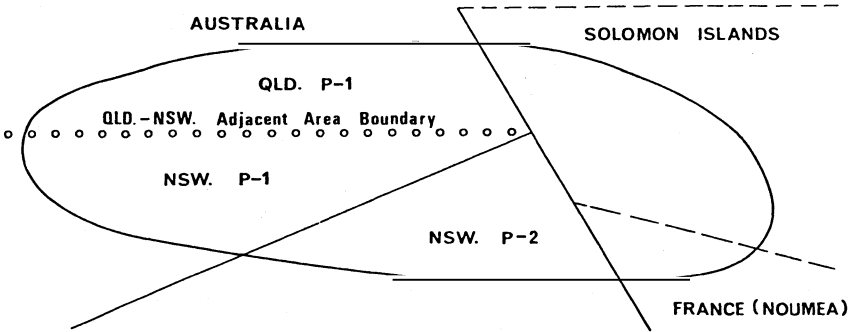 AUSTRALIA
SOLOMON ISLANDS
QLD. P-1
QLD.-NSW. Adjacent Area Boundary
NSW. P-1
NSW. P-2
FRANCE (NOUMEA)